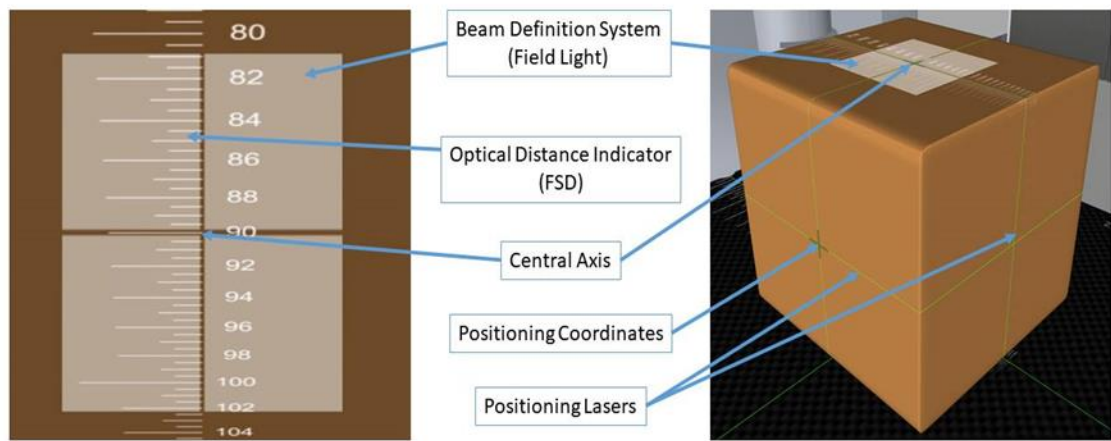 80
82
84
86
88
90
92
94
96
98
100
102
104
Beam Definition System
(Field Light)
Optical Distance Indicator
(FSD)
Central Axis
Positioning Coordinates
Positioning Lasers